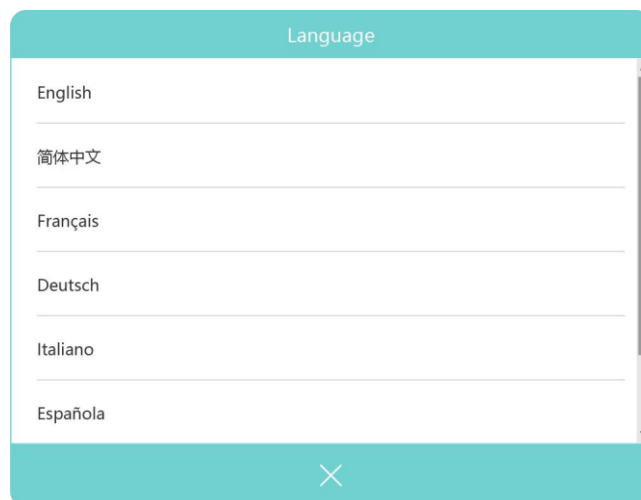 Language
English
简体中文
Français
Deutsch
Italiano
Española